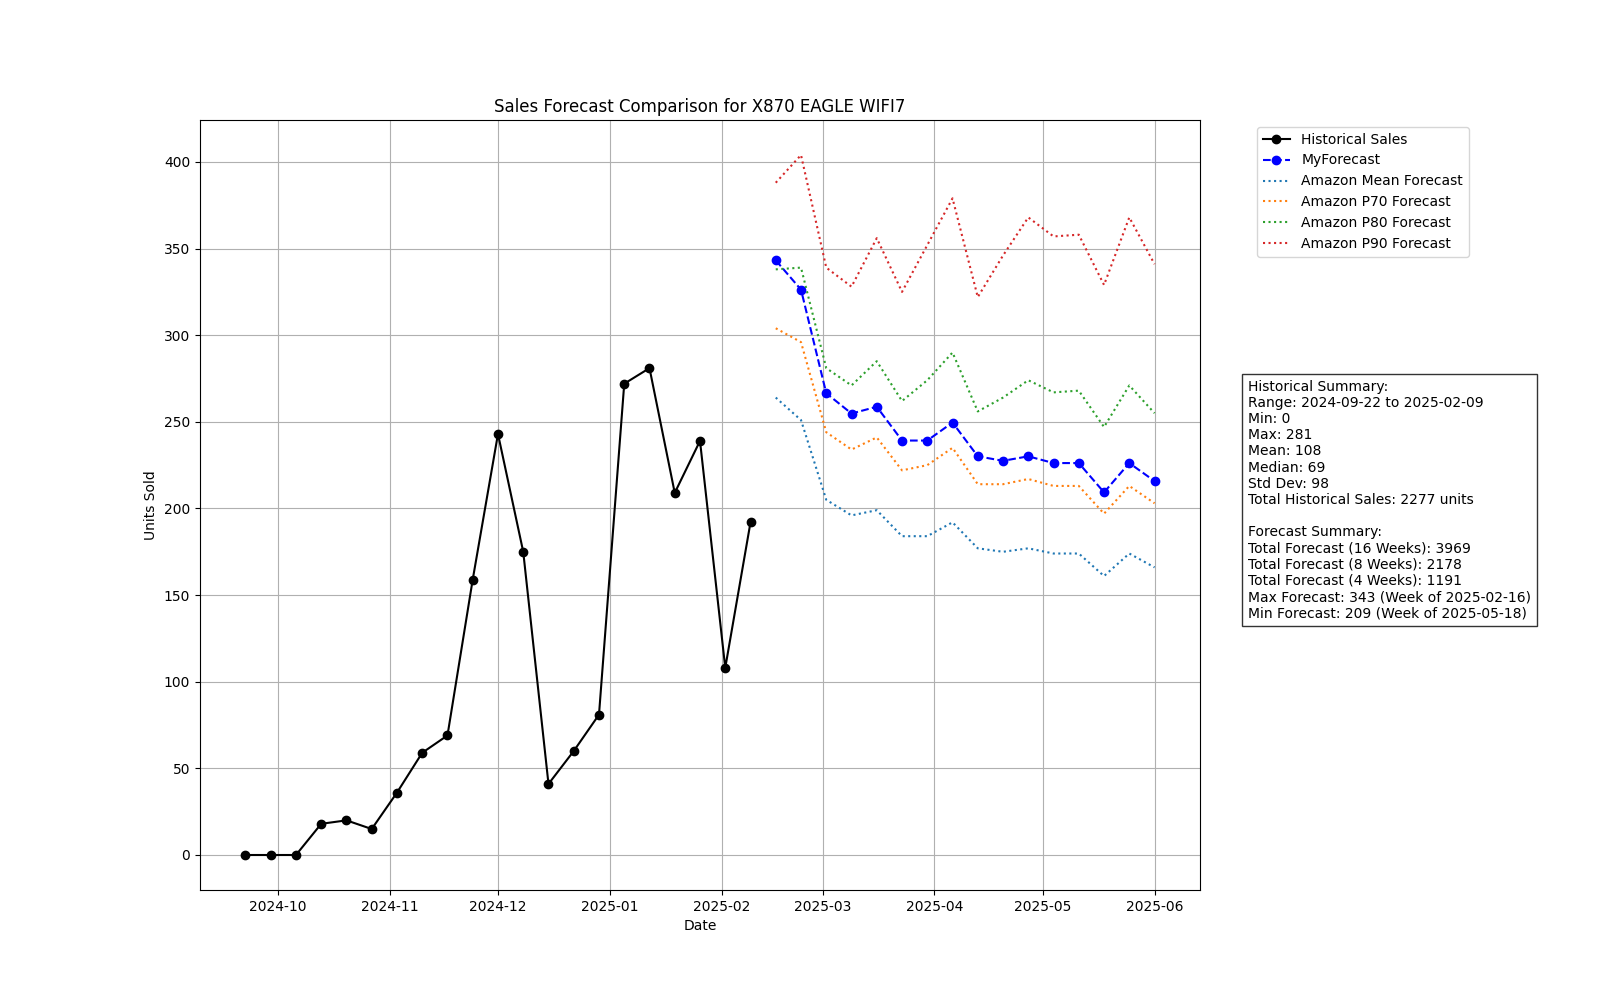 Sales Forecast Comparison for X870 EAGLE WIFI7
Historical Sales
MyForecast
Amazon Mean Forecast
Amazon P70 Forecast
Amazon P80 Forecast
Amazon P90 Forecast
Units Sold
400
350
300
250
200
150
100
50
0
2024-10
2024-11
2024-12
2025-01
2025-02
2025-03
2025-04
2025-05
2025-06
Date
Historical Summary:
Range: 2024-09-22 to 2025-02-09
Min: 0
Max: 281
Mean: 108
Median: 69
Std Dev: 98
Total Historical Sales: 2277 units
Forecast Summary:
Total Forecast (16 Weeks): 3969
Total Forecast (8 Weeks): 2178
Total Forecast (4 Weeks): 1191
Max Forecast: 343 (Week of 2025-02-16)
Min Forecast: 209 (Week of 2025-05-18)